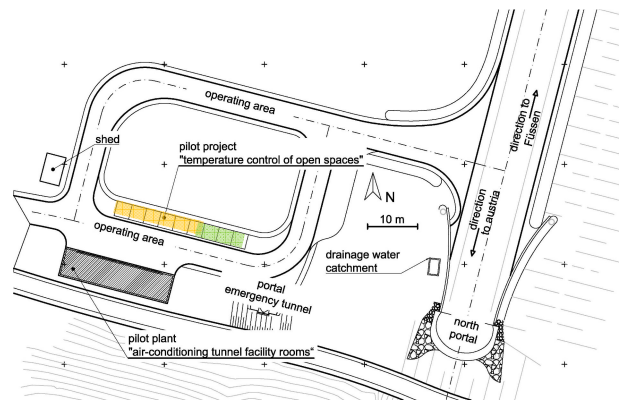 operating area
shed
pilot project
"temperature control of open spaces"
N
10 m
direction to
Füssen
direction
to austria
operating area
drainage water
catchment
portal
emergency tunnel
north
portal
pilot plant
"air-conditioning tunnel facility rooms"